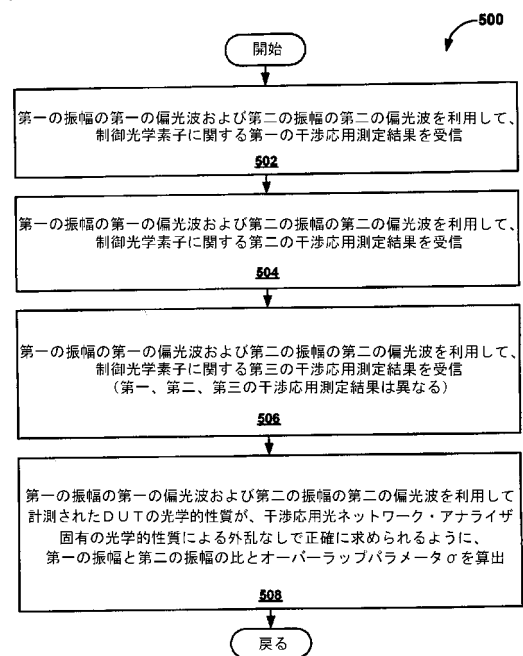 500
開始
第一の振幅の第一の偏光波および第二の振幅の第二の偏光波を利用して、
制御光学素子に関する第一の干渉応用測定結果を受信
502
第一の振幅の第一の偏光波および第二の振幅の第二の偏光波を利用して、
制御光学素子に関する第二の干渉応用測定結果を受信
504
第一の振幅の第一の偏光波および第二の振幅の第二の偏光波を利用して、
制御光学素子に関する第三の干渉応用測定結果を受信
(第一、第二、第三の干渉応用測定結果は異なる)
506
第一の振幅の第一の偏光波および第二の振幅の第二の偏光波を利用して
計測されたDUTの光学的性質が、干渉応用光ネットワーク・アナライザ
固有の光学的性質による外乱なしで正確に求められるように、
第一の振幅と第二の振幅の比とオーバーラップパラメータσを算出
508
戻る